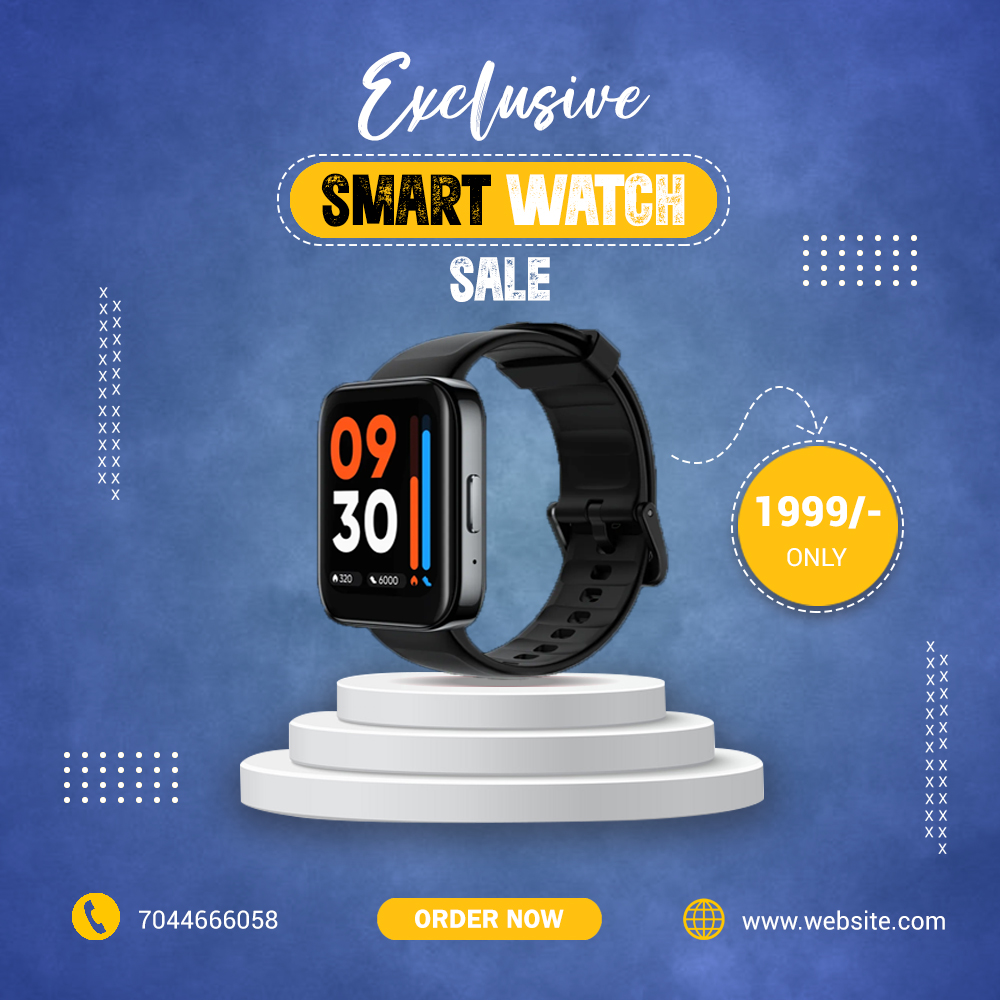 Exclusive
SMART WATCH
SALE
09
30
320 6000
1999/-
ONLY
7044666058
ORDER NOW
www.website.com